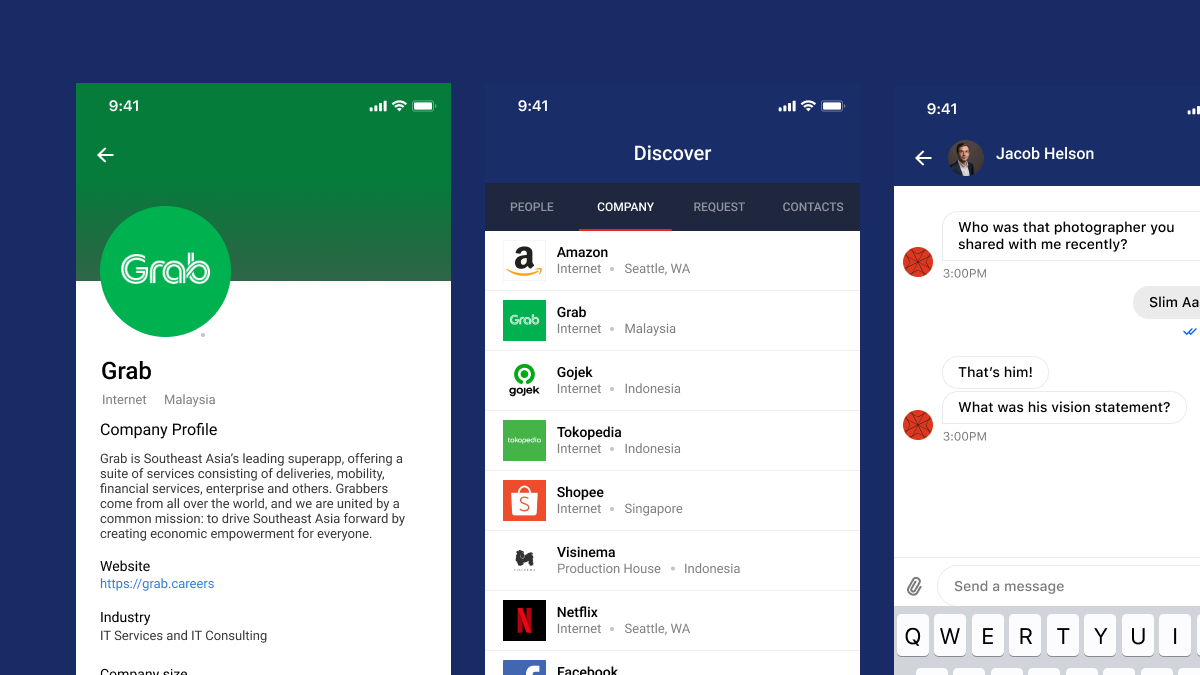 9:41
Grab
Grab
Internet Malaysia
Company Profile
Grab is Southeast Asia's leading superapp, offering a
suite of services consisting of deliveries, mobility,
financial services, enterprise and others. Grabbers
come from all over the world, and we are united by a
common mission: to drive Southeast Asia forward by
creating economic empowerment for everyone.
Website
https://grab.careers
Industry
IT Services and IT Consulting
Company size
9:41
Discover
PEOPLE COMPANY REQUEST CONTACTS
a
Amazon
Internet • Seattle, WA
Grab
Grab
Internet • Malaysia
gojek
Gojek
Internet • Indonesia
tokopedia
Tokopedia
Internet • Indonesia
S
Shopee
Internet • Singapore
Visinema
Production House • Indonesia
N
Netflix
Internet • Seattle, WA
f
Facebook
9:41
Jacob Helson
Who was that photographer you
shared with me recently?
3:00PM
Slim Aa
That's him!
What was his vision statement?
3:00PM
Send a message
Q W E R T Y U I